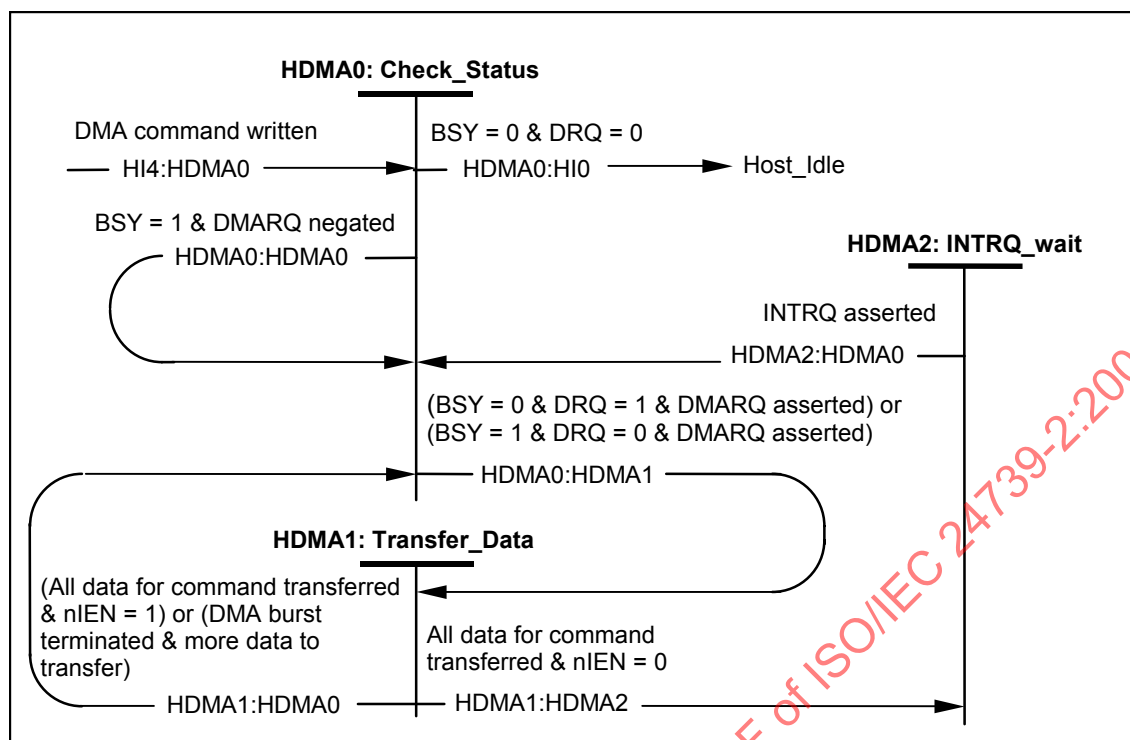 HDMA0: Check_Status
DMA command written
BSY = 0 & DRQ = 0
HI4:HDMA0
HDMA0:HI0
Host_Idle
BSY = 1 & DMARQ negated
HDMA0:HDMA0
HDMA2: INTRQ_wait
INTRQ asserted
HDMA2:HDMA0
(BSY = 0 & DRQ = 1 & DMARQ asserted) or
(BSY = 1 & DRQ = 0 & DMARQ asserted)
HDMA0:HDMA1
HDMA1: Transfer_Data
(All data for command transferred
& nIEN = 1) or (DMA burst
terminated & more data to
transfer)
All data for command
transferred & nIEN = 0
HDMA1:HDMA0
HDMA1:HDMA2
F of ISO/IEC 24739-2:200